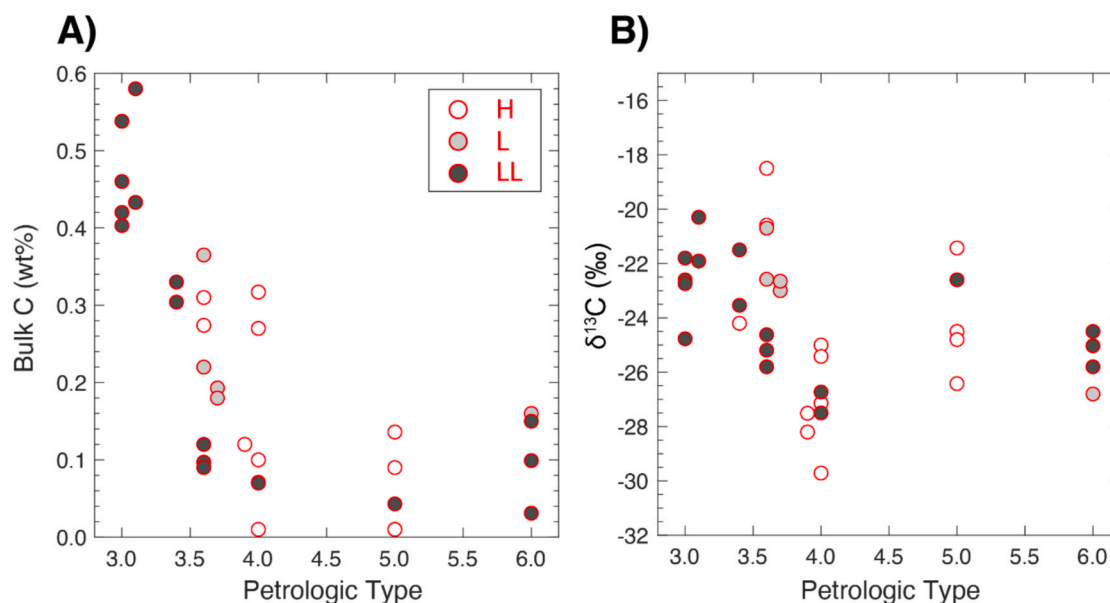 A)
0.6
0.5
0.4
0.3
0.2
0.1
0.0
Bulk C (wt%)
3.0 3.5 4.0 4.5 5.0 5.5 6.0
Petrologic Type
H
L
LL
B)
-15
-16
-18
-20
-22
-24
-26
-28
-30
-32
δ¹³C (‰)
3.0 3.5 4.0 4.5 5.0 5.5 6.0
Petrologic Type